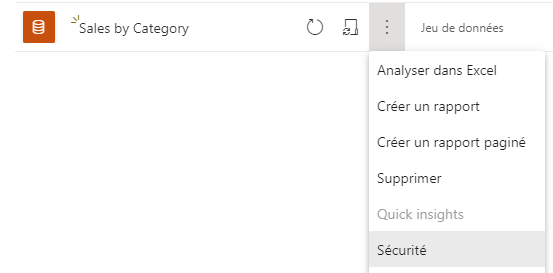 Sales by Category
Jeu de données
Analyser dans Excel
Créer un rapport
Créer un rapport paginé
Supprimer
Quick insights
Sécurité